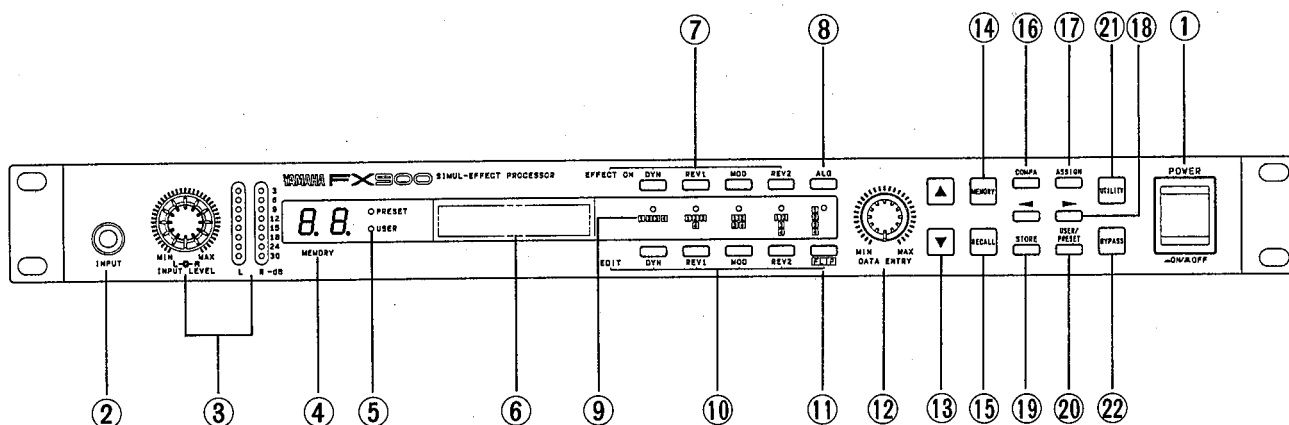 ⑦ ⑧ ⑭ ⑯ ⑰ ㉑ ⑱ ①
YAMAHA FX900 SIMUL-EFFECT PROCESSOR
EFFECT ON DYN REV1 MOD REV2 ALG
3
6
9
12
15
18
24
30
L R -dB
INPUT
MIN MAX
L-O-R
INPUT LEVEL
8.8.
PRESET
USER
MEMORY
EDIT DYN REV1 MOD REV2 FLIP
MIN MAX
DATA ENTRY
▲ MEMORY COMPA ASSIGN UTILITY
◄ ►
▼ RECALL STORE USER/PRESET BYPASS
POWER
ON/OFF
② ③ ④ ⑤ ⑥ ⑨ ⑩ ⑪ ⑫ ⑬ ⑮ ⑲ ⑳ ㉒